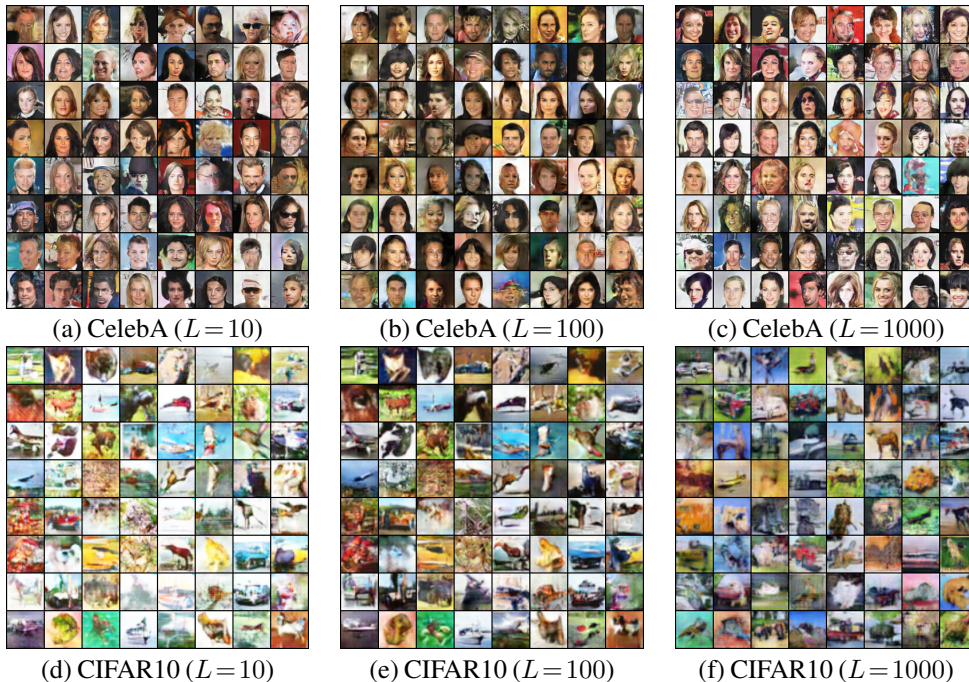 (a) CelebA (L=10)
(b) CelebA (L=100)
(c) CelebA (L=1000)
(d) CIFAR10 (L=10)
(e) CIFAR10 (L=100)
(f) CIFAR10 (L=1000)